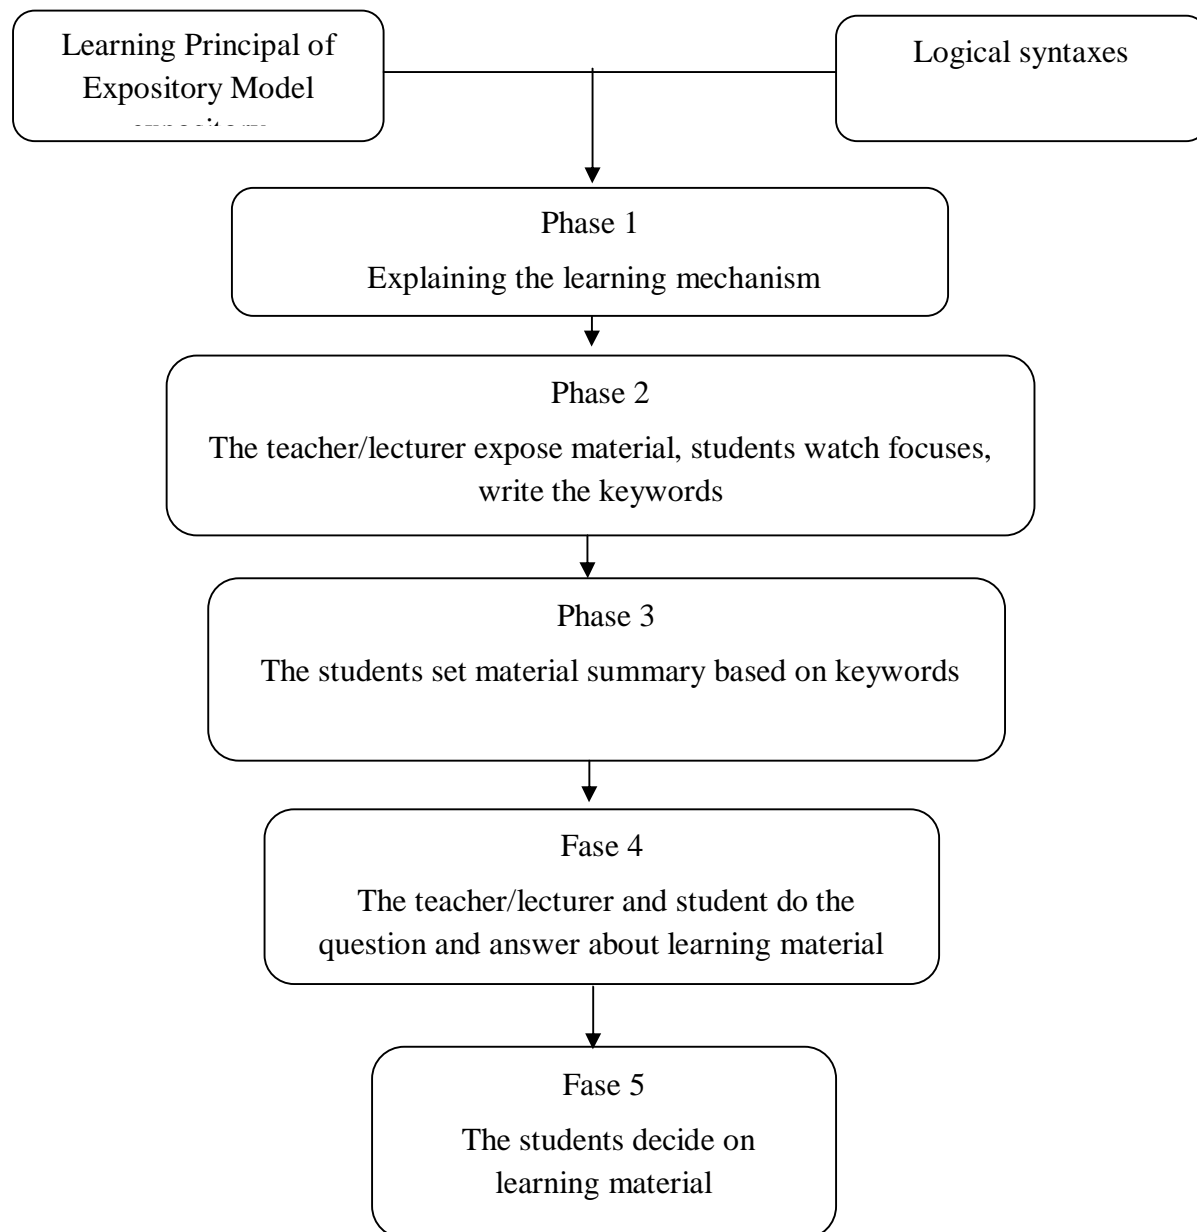 Learning Principal of
Expository Model
Logical syntaxes
Phase 1
Explaining the learning mechanism
Phase 2
The teacher/lecturer expose material, students watch focuses,
write the keywords
Phase 3
The students set material summary based on keywords
Fase 4
The teacher/lecturer and student do the
question and answer about learning material
Fase 5
The students decide on
learning material